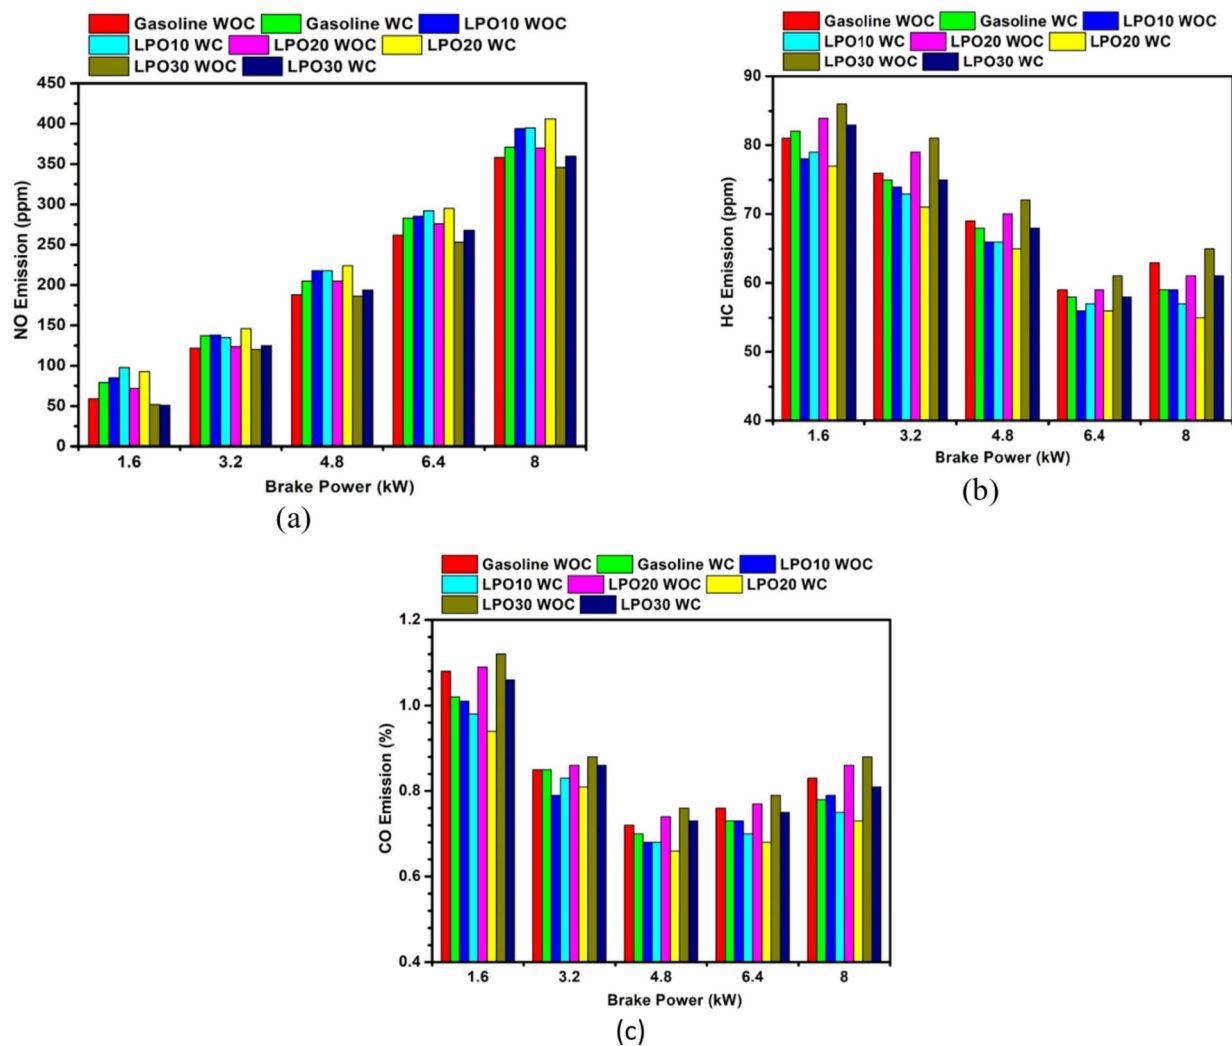 Gasoline WOC Gasoline WC LPO10 WOC
LPO10 WC LPO20 WOC LPO20 WC
LPO30 WOC LPO30 WC
450
400
350
300
250
200
150
100
50
0
NO Emission (ppm)
1.6 3.2 4.8 6.4 8
Brake Power (kW)
(a)
Gasoline WOC Gasoline WC LPO10 WOC
LPO10 WC LPO20 WOC LPO20 WC
LPO30 WOC LPO30 WC
90
80
70
60
50
40
HC Emission (ppm)
1.6 3.2 4.8 6.4 8
Brake Power (kW)
(b)
Gasoline WOC Gasoline WC LPO10 WOC
LPO10 WC LPO20 WOC LPO20 WC
LPO30 WOC LPO30 WC
1.2
1.0
0.8
0.6
0.4
CO Emission (%)
1.6 3.2 4.8 6.4 8
Brake Power (kW)
(c)